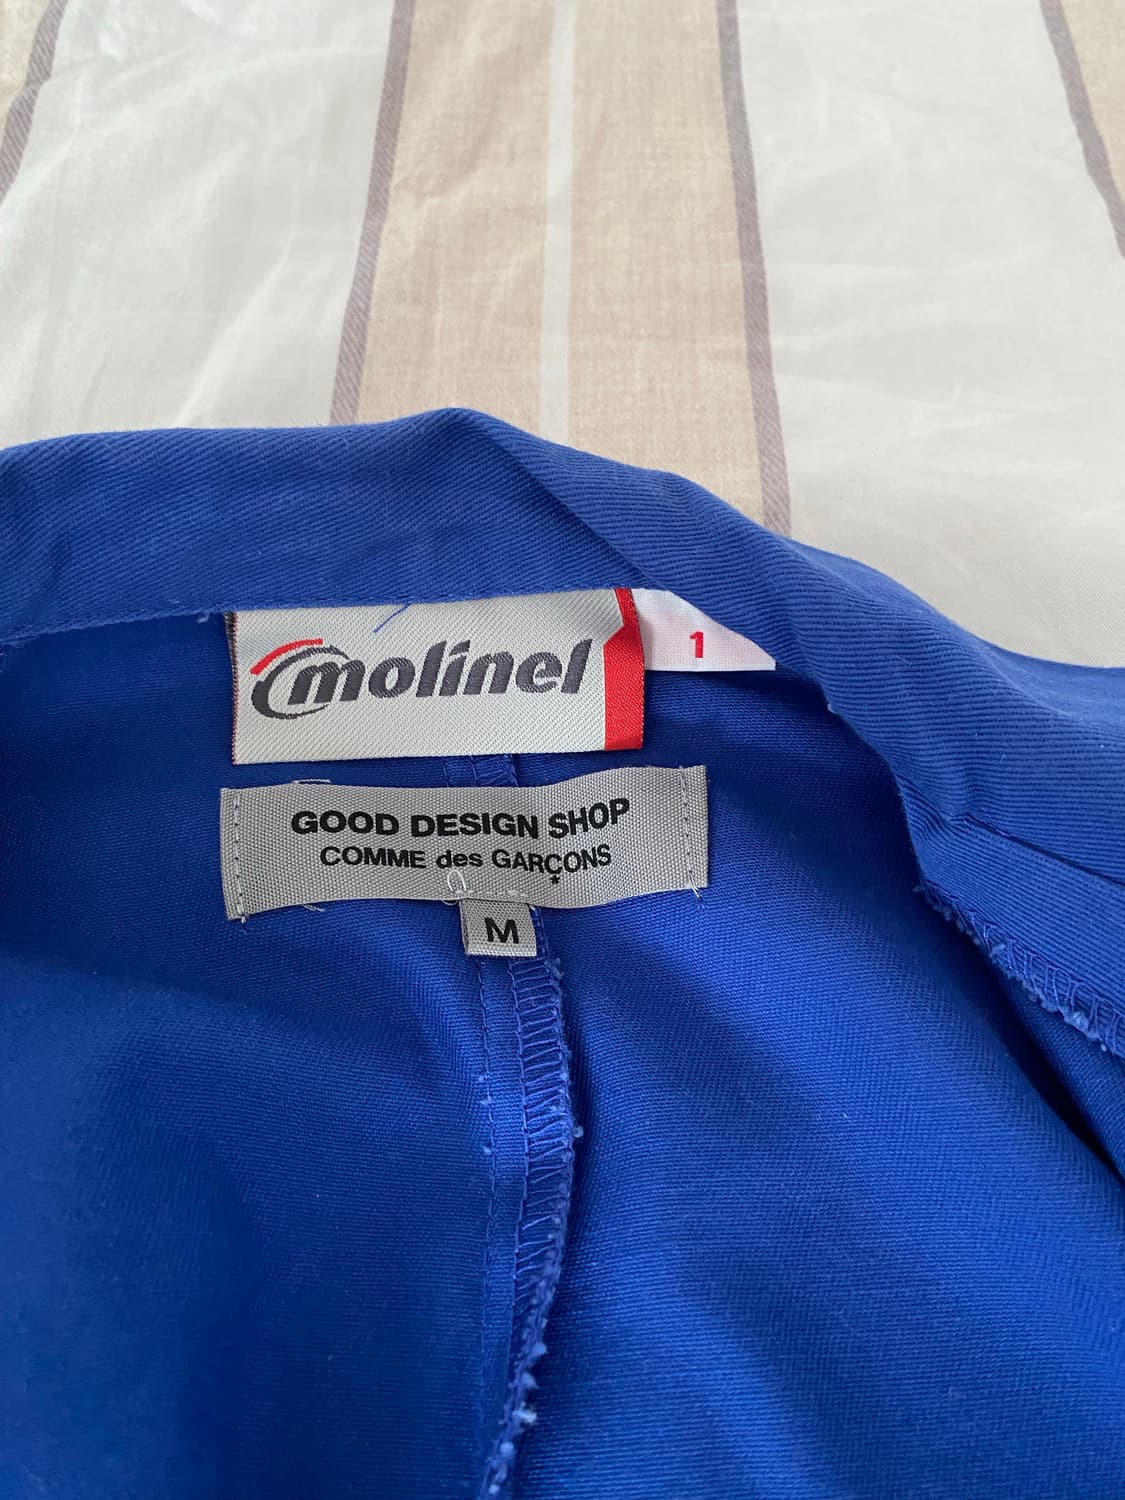 molinel
1
GOOD DESIGN SHOP
COMME des GARÇONS
M